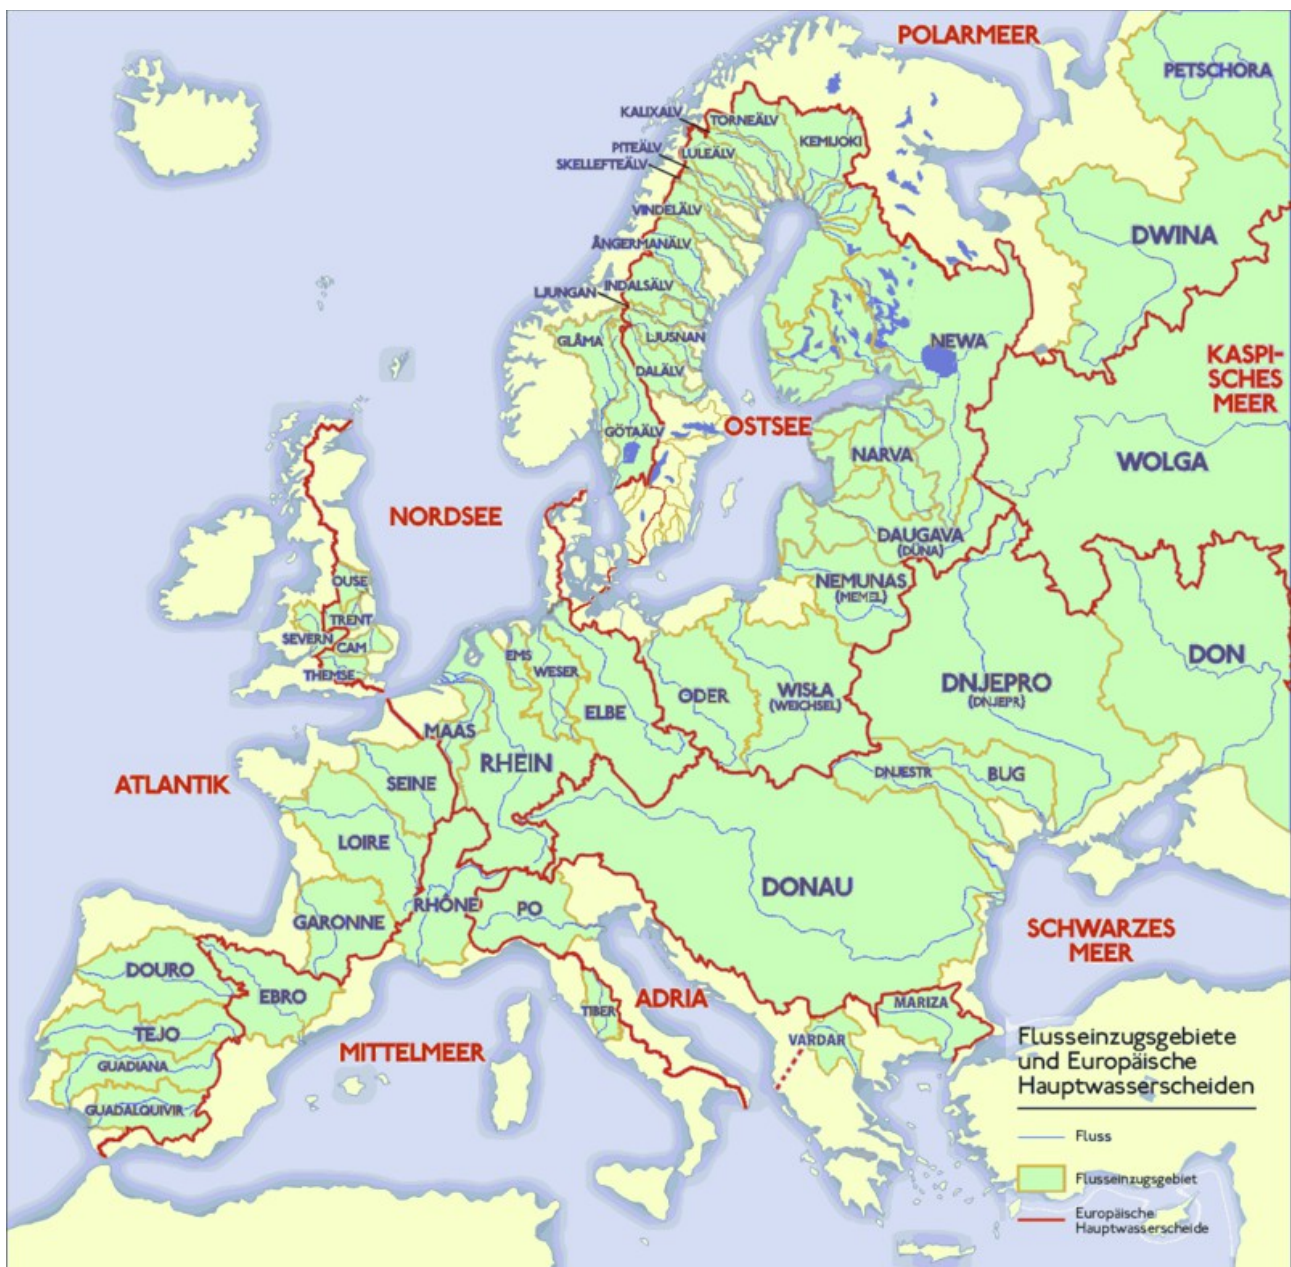 POLARMEER
PETSCHORA
KALIXALV
TORNEÄLV
KEMIJOKI
PITEÄLV
LULEÄLV
SKELLEFTEÄLV
VINDELÄLV
DWINA
ÅNGERMANÄLV
INDALSÄLV
LJUNGAN
GLÅMA
LJUSNAN
NEWA
DALÄLV
KASPI-
SCHES
MEER
OSTSEE
GÖTAÄLV
NARVA
WOLGA
NORDSEE
DAUGAVA
(DÜNA)
NEMUNAS
(MEMEL)
OUSE
TRENT
SEVERN
CAM
THEMSE
EMS
WESER
ELBE
ODER
WISŁA
(WEICHSEL)
DNJEPRO
(DNJEPR)
DON
MAAS
RHEIN
SEINE
ATLANTIK
DNJESTR
BUG
LOIRE
DONAU
GARONNE
RHÔNE
PO
SCHWARZES
MEER
DOURO
EBRO
ADRIA
TIBER
MARIZA
TEJO
MITTELMEER
VARDAR
GUADIANA
GUADALQUIVIR
Flusseinzugsgebiete
und Europäische
Hauptwasserscheiden
Fluss
Flusseinzugsgebiet
Europäische
Hauptwasserscheide